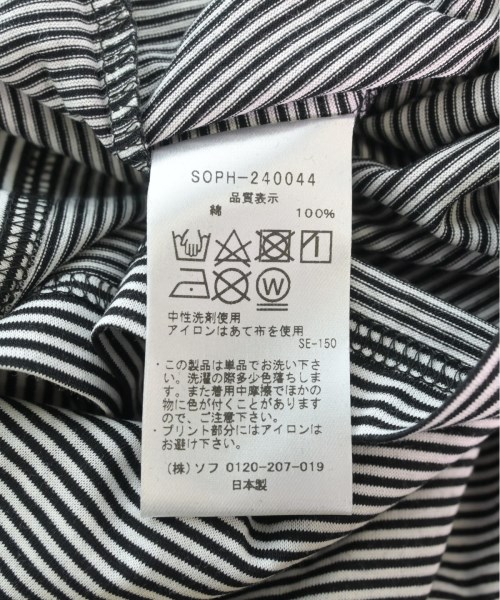 SOPH-240044
品質表示
綿 100%
W
中性洗剤使用
アイロンはあて布を使用
SE-150
・この製品は単品でお洗い下さ
い。洗濯の際多少色落ちしま
す。また着用中摩擦でほかの
物に色が付くことがあります
ので、ご注意下さい。
・プリント部分にはアイロンは
お避け下さい。
(株)ソフ 0120-207-019
日本製